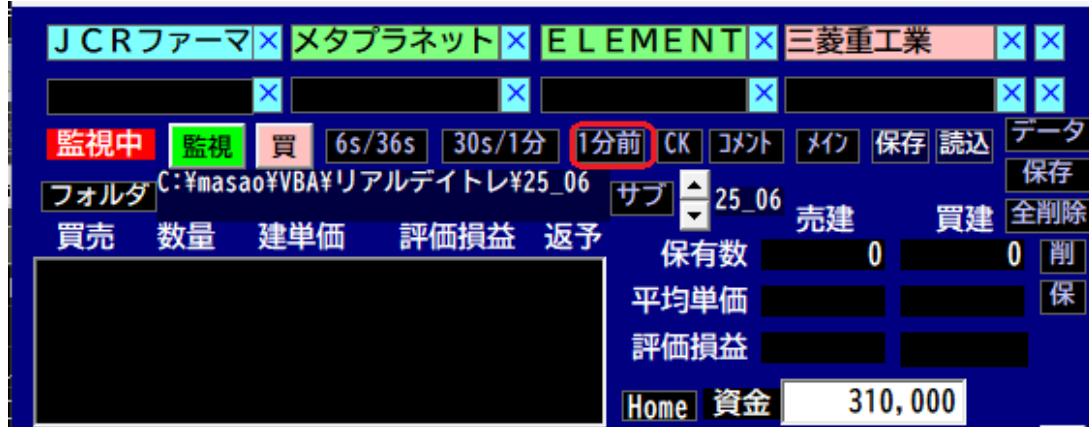 JCRファーマ × メタプラネット × ELEMENT × 三菱重工業 × ×
× × × × ×
監視中 監視 買 6s/36s 30s/1分 1分前 CK コメント メイン 保存 読込 データ
フォルダ C:¥masao¥VBA¥リアルデイトレ¥25_06 サブ 25_06 保存
買売 数量 建単価 評価損益 返予 売建 買建 全削除
保有数 0 0 削
平均単価 保
評価損益
Home 資金 310,000